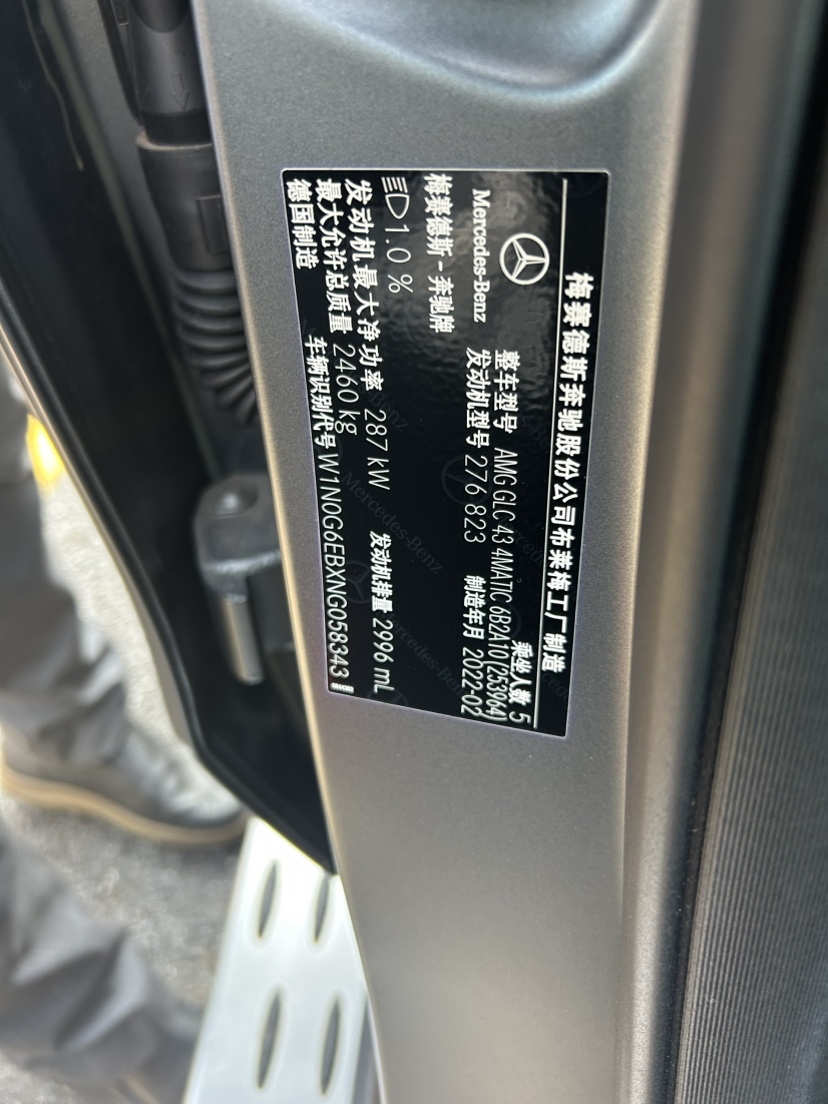 梅赛德斯奔驰股份公司布莱梅工厂制造
乘坐人数 5
Mercedes-Benz
整车型号 AMG GLC 43 4MATIC 6B2A10(253964)
发动机型号 276 823 制造年月 2022-02
梅赛德斯-奔驰牌
1.0 %
发动机最大净功率 287 kW 发动机排量 2996 mL
最大允许总质量 2460 kg
德国制造 车辆识别代号 W1N0G6EBXNG058343